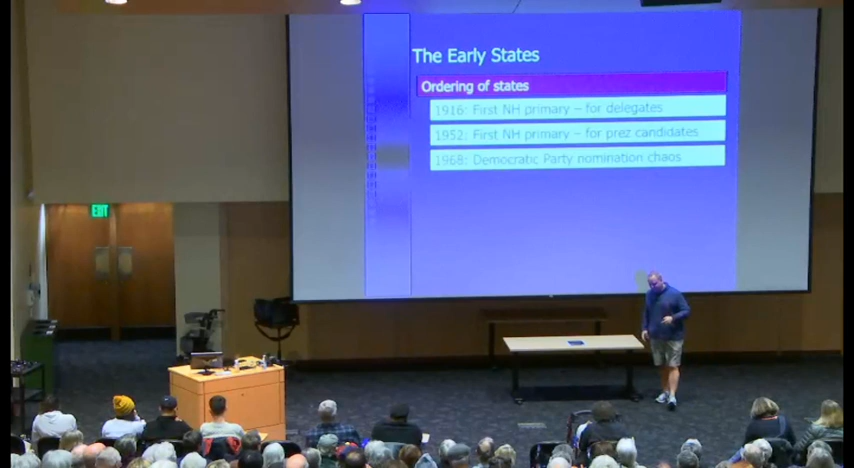 The Early States
Ordering of states
1916: First NH primary – for delegates
1952: First NH primary – for prez candidates
1968: Democratic Party nomination chaos
EXIT